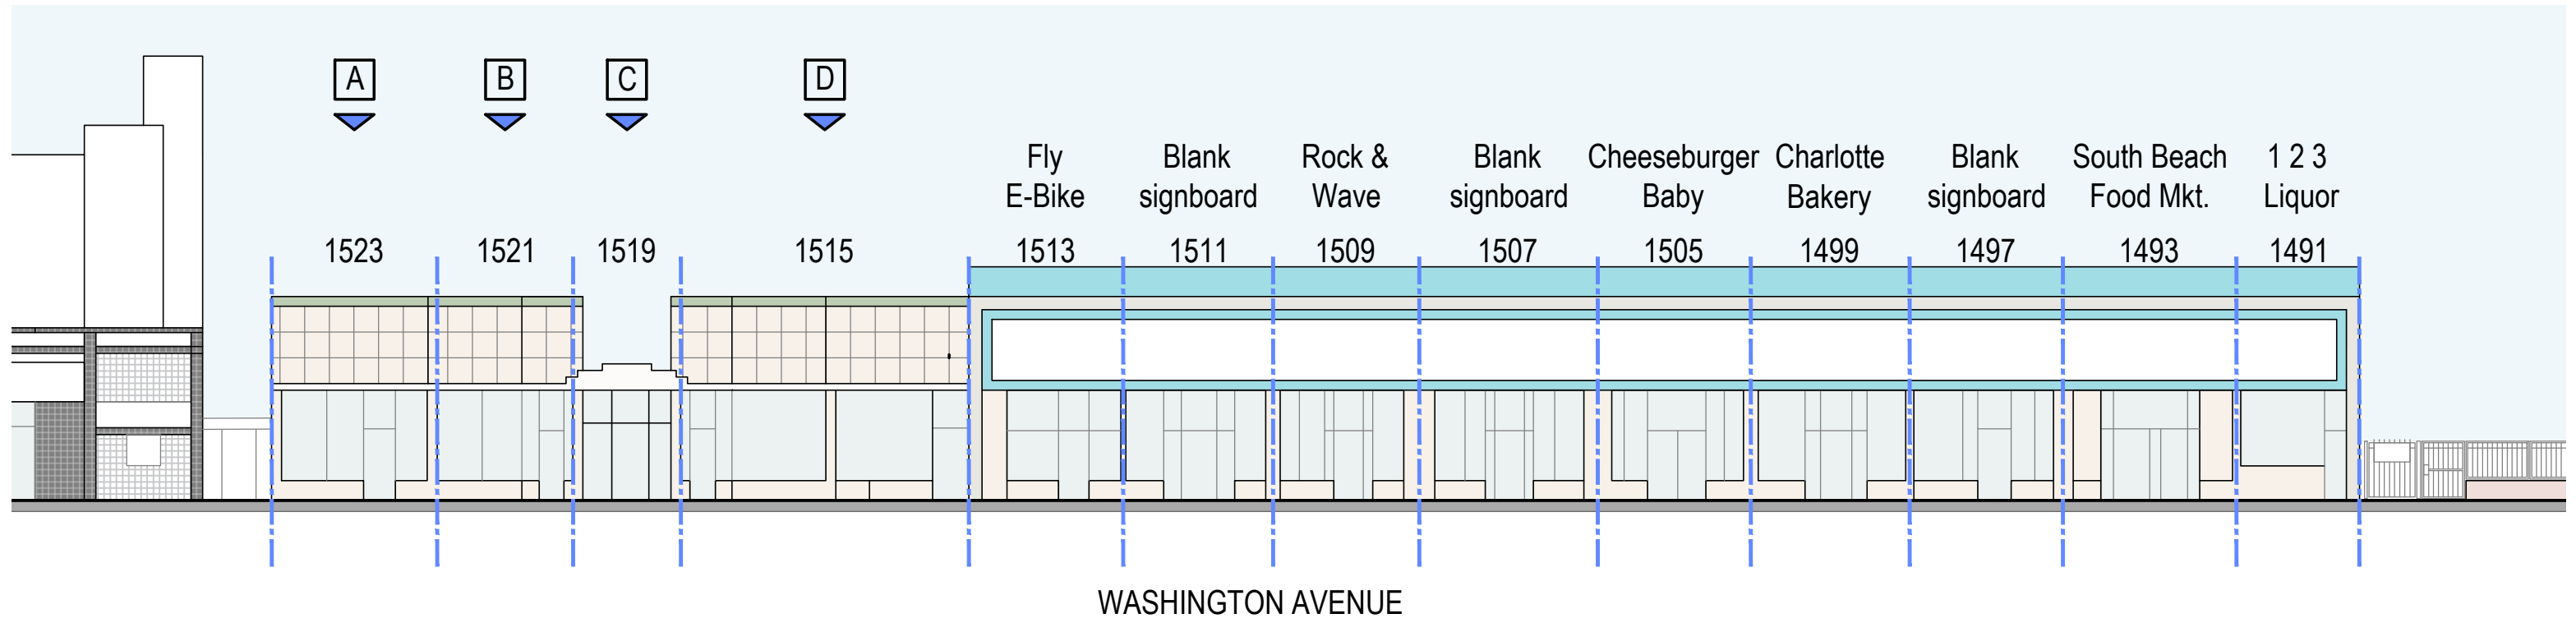 A B C D
Fly Blank Rock & Blank Cheeseburger Charlotte Blank South Beach 1 2 3
E-Bike signboard Wave signboard Baby Bakery signboard Food Mkt. Liquor
1523 1521 1519 1515 1513 1511 1509 1507 1505 1499 1497 1493 1491
WASHINGTON AVENUE